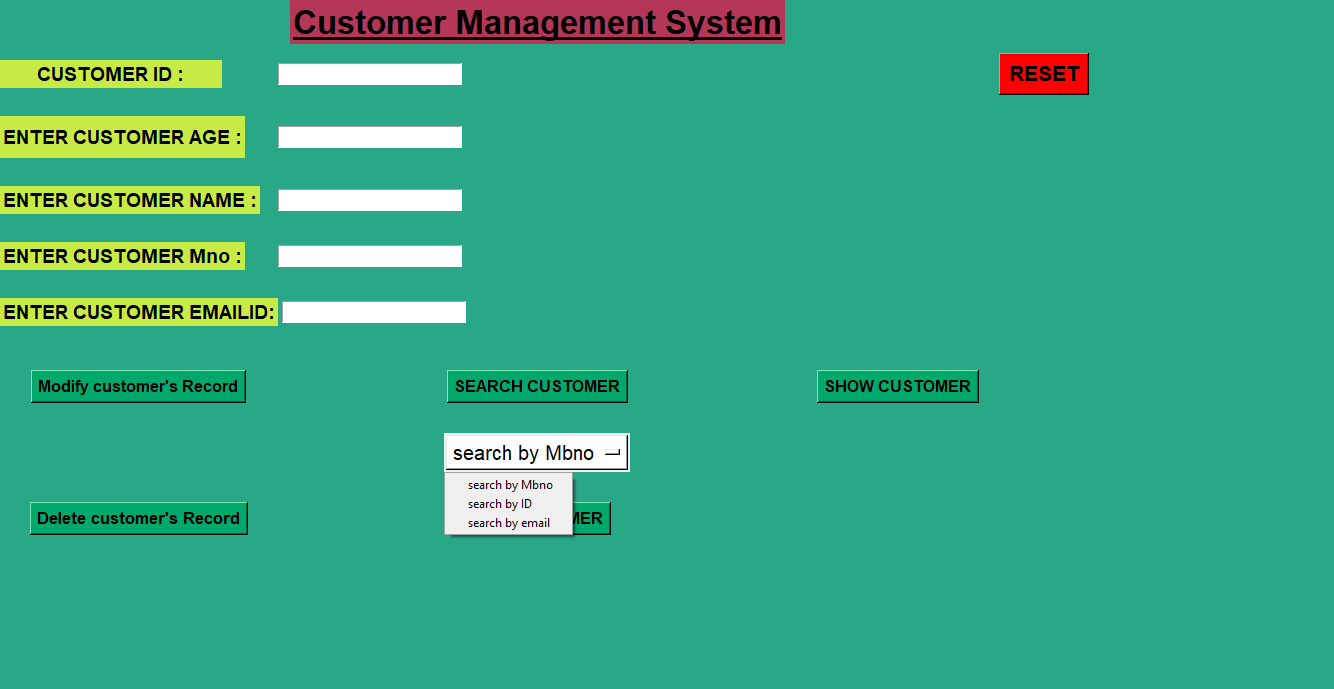 Customer Management System
CUSTOMER ID :
RESET
ENTER CUSTOMER AGE :
ENTER CUSTOMER NAME :
ENTER CUSTOMER Mno :
ENTER CUSTOMER EMAILID:
Modify customer's Record
SEARCH CUSTOMER
SHOW CUSTOMER
search by Mbno
search by Mbno
search by ID
search by email
Delete customer's Record